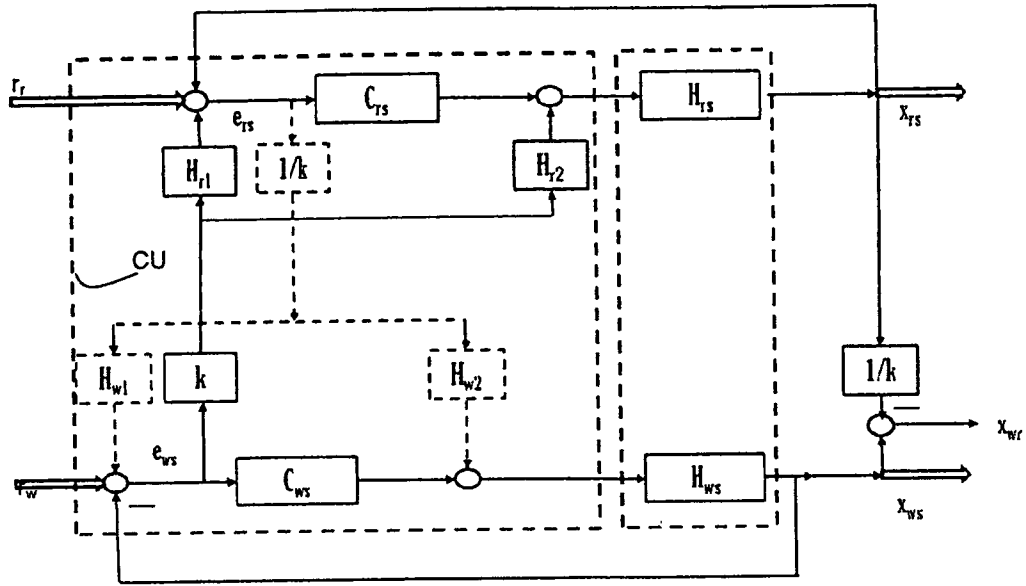 r_r
e_rs
C_rs
H_rs
x_rs
H_r1
1/k
H_r2
CU
H_w1
k
H_w2
1/k
—
x_wr
r_w
e_ws
—
C_ws
H_ws
x_ws